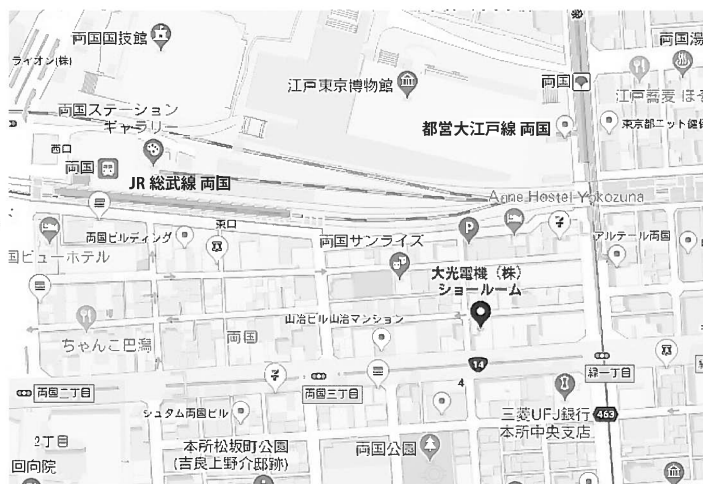 両国国技館
両国湯
ライオン(株)
江戸東京博物館
両国
江戸蕎麦 ほそ
両国ステーション
ギャラリー
都営大江戸線 両国
東京都ニット健保
西口
両国
JR 総武線 両国
Anne Hostel Yokozuna
東口
両国ビルディング
両国サンライズ
アルテール両国
国ビューホテル
大光電機（株）
ショールーム
山冶ビル山冶マンション
ちゃんこ巴潟
両国
14
緑一丁目
4
両国二丁目
両国三丁目
シュタム両国ビル
三菱UFJ銀行
本所中央支店
463
2丁目
本所松坂町公園
(吉良上野介邸跡)
両国公園
回向院